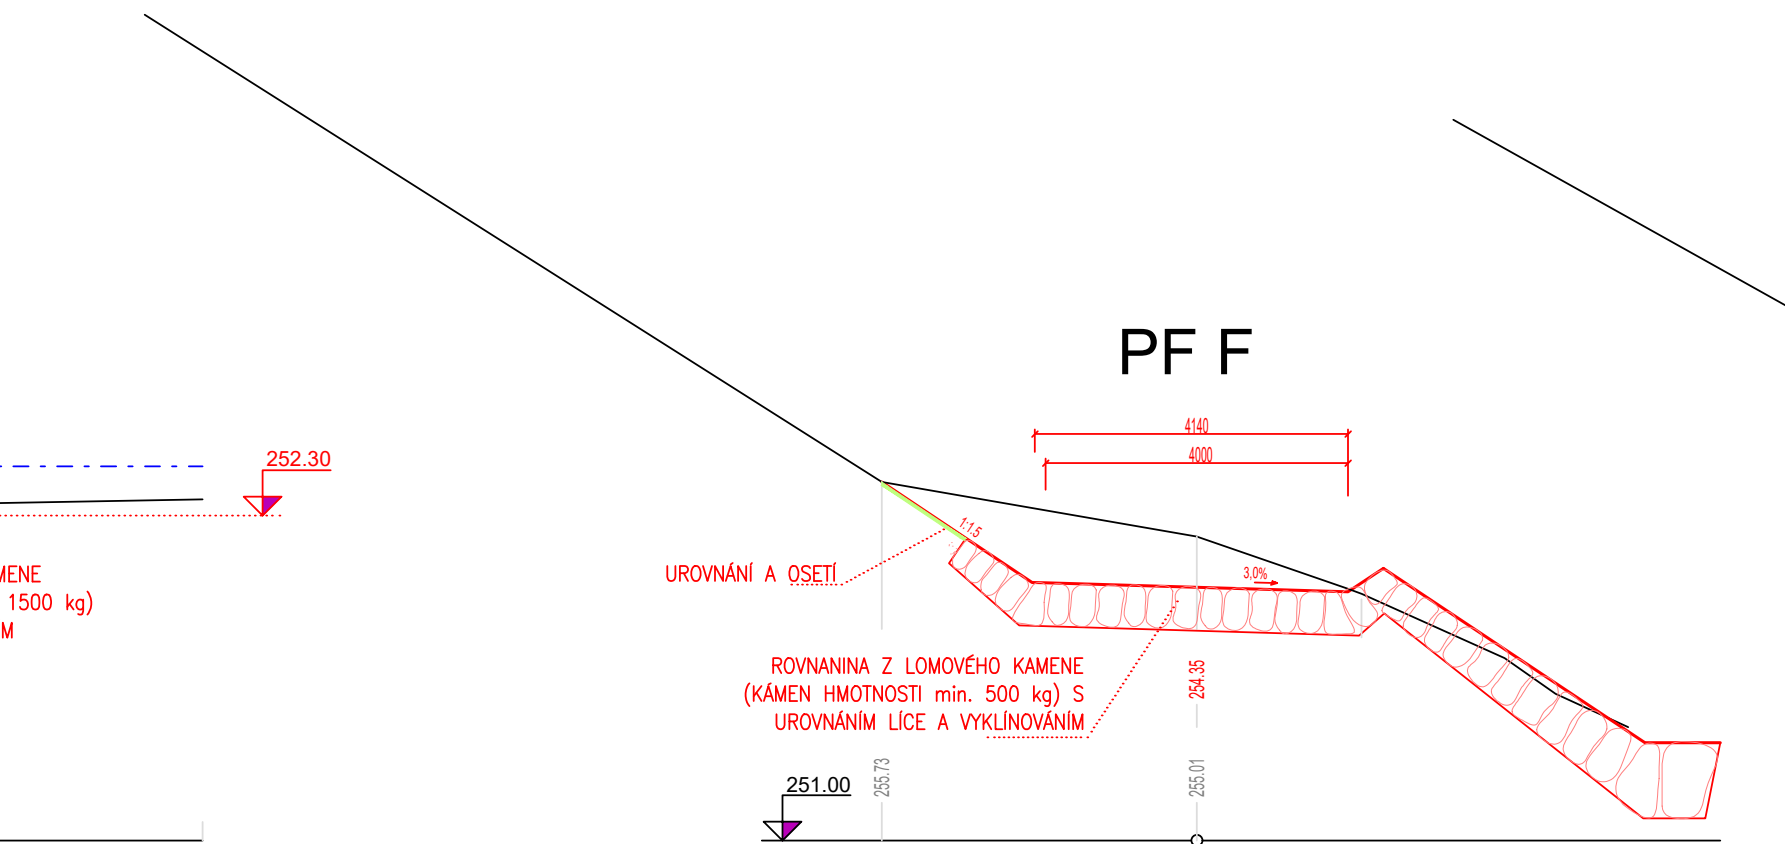 PF F
4140
4000
252.30
1:1.5
3,0%
UROVNÁNÍ A OSETÍ
MENE
1500 kg)
M
ROVNANINA Z LOMOVÉHO KAMENE
(KÁMEN HMOTNOSTI min. 500 kg) S
UROVNÁNÍM LÍCE A VYKLÍNOVÁNÍM
254.35
255.73
255.01
251.00